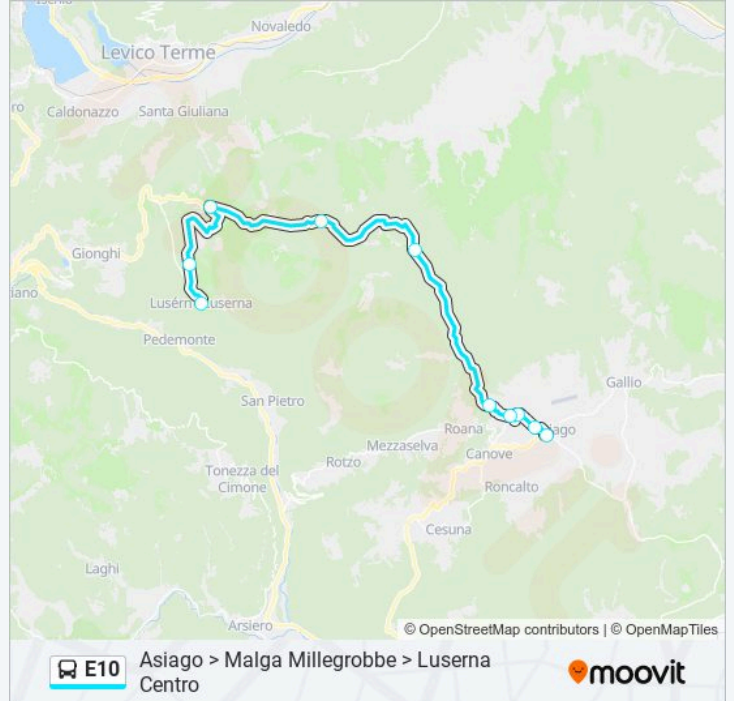 Novaledo
Levico Terme
Caldonazzo
Santa Giuliana
Gionghi
Luserna
Pedemonte
San Pietro
Gallio
Roana
Mezzaselva
Canove
Rotzo
Tonezza del
Cimone
Roncalto
Cesuna
Laghi
Arsiero
© OpenStreetMap contributors | © OpenMapTiles
E10
Asiago > Malga Millegrobbe > Luserna
Centro
moovit